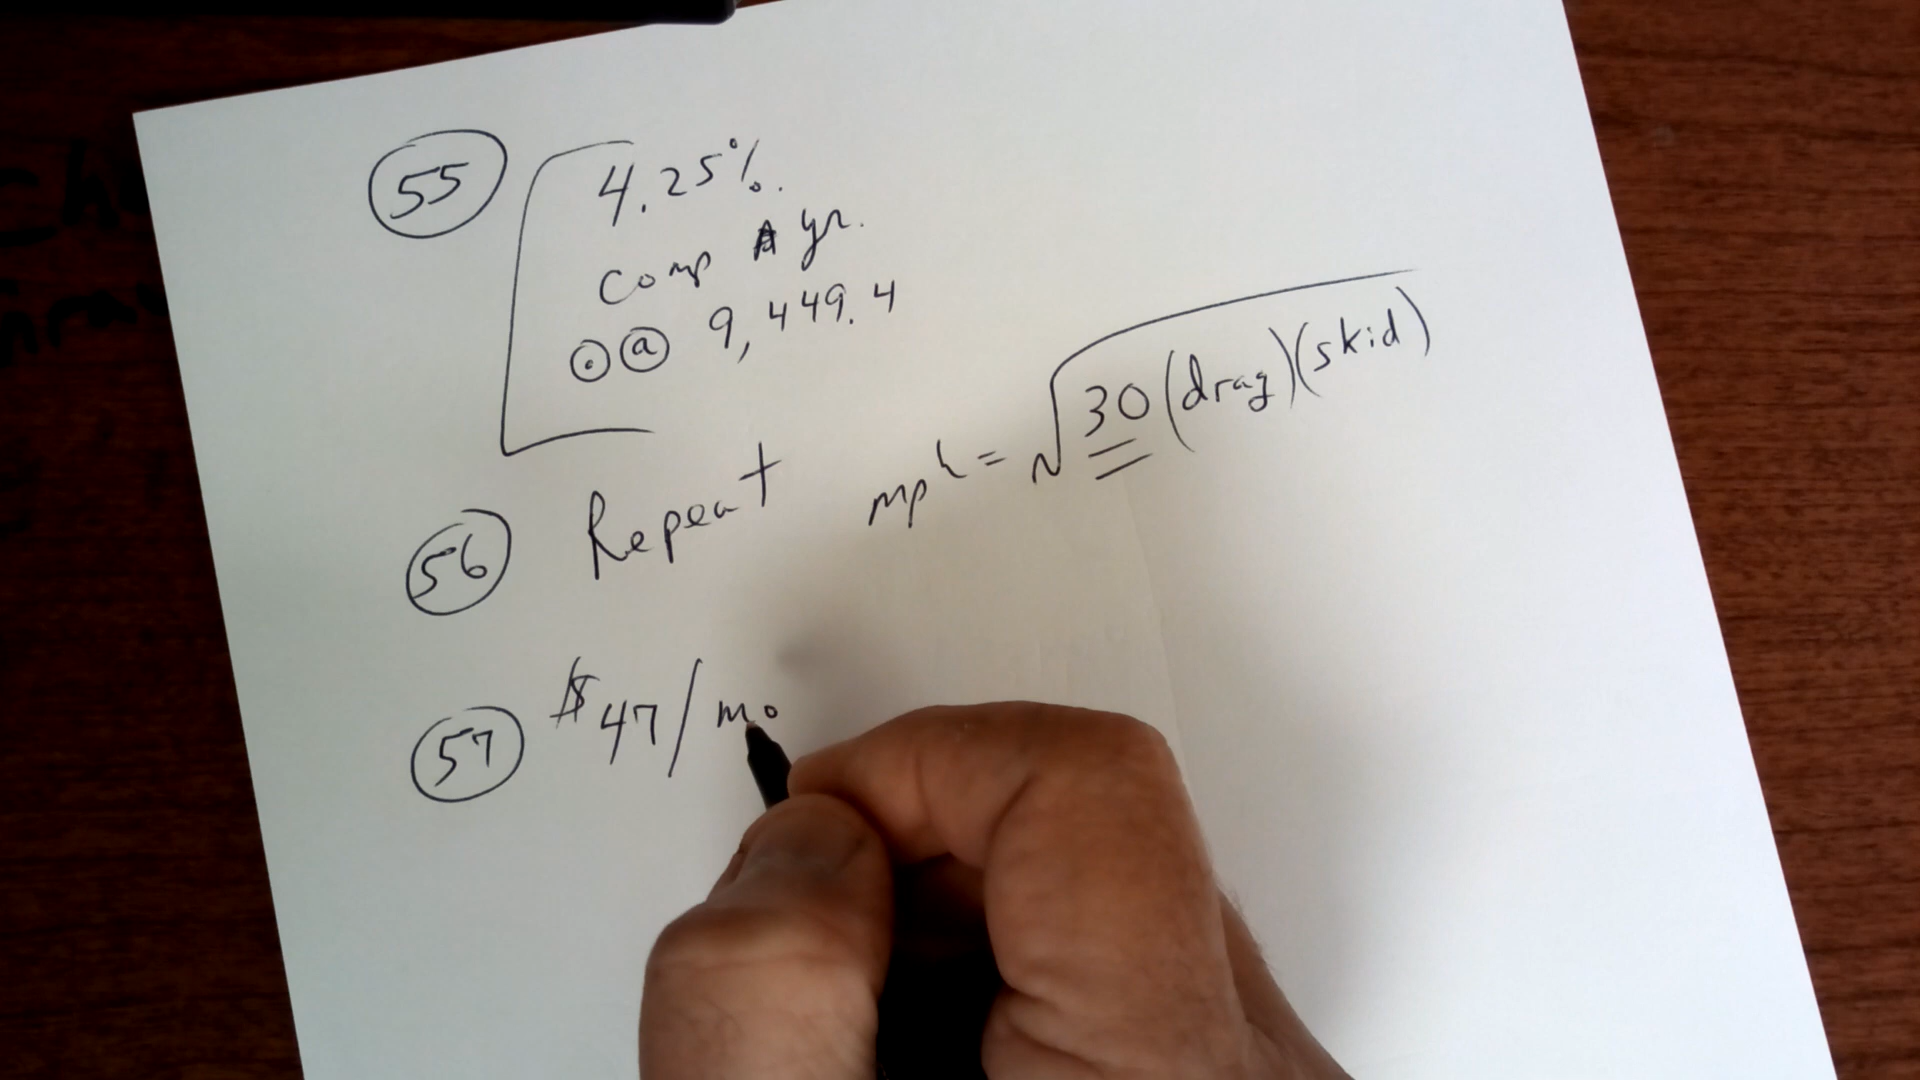 55 4.25%.
Comp A yr.
⊙ @ 9,449.4
56 Repeat mph = √30(drag)(skid)
57 $47/mo